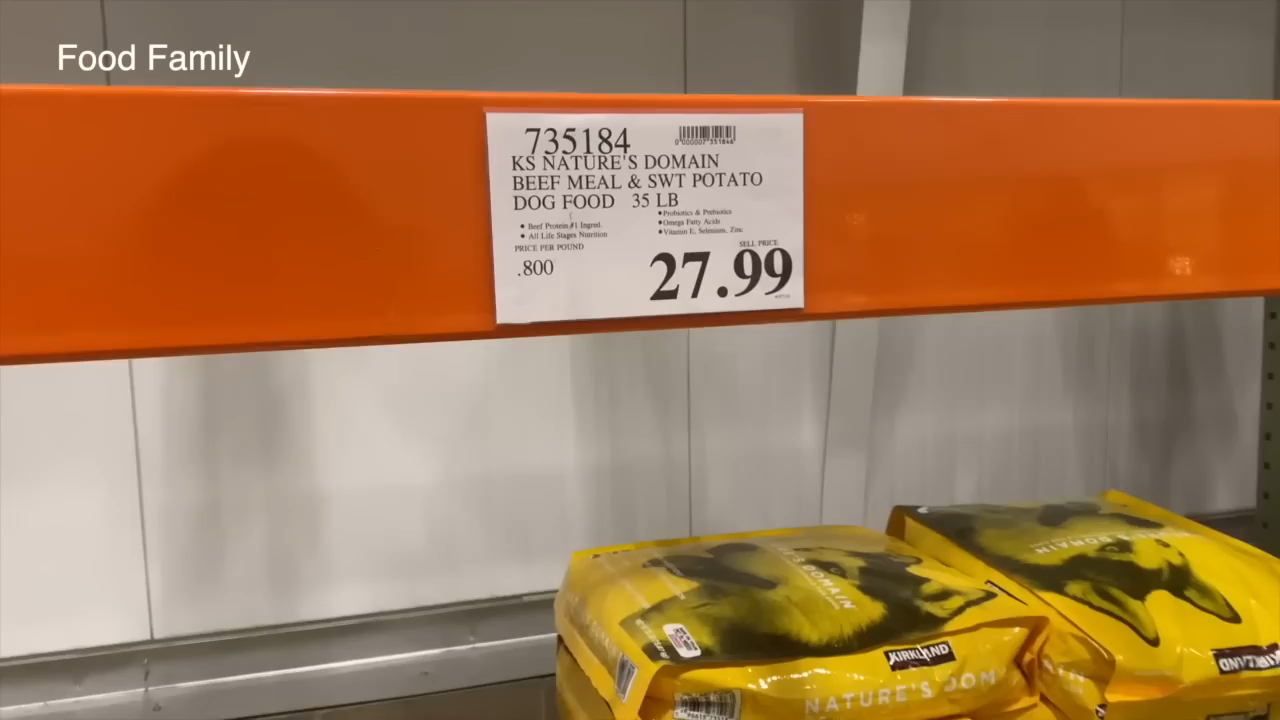 Food Family
735184
KS NATURE'S DOMAIN
BEEF MEAL & SWT POTATO
DOG FOOD 35 LB
• Beef Protein #1 Ingred.
• All Life Stages Nutrition
• Probiotics & Prebiotics
• Omega Fatty Acids
• Vitamin E, Selenium, Zinc
PRICE PER POUND
.800
SELL PRICE
27.99
DOMAIN
KIRKLAND
NATURE'S DOM
DOMAIN
KIRKLAND